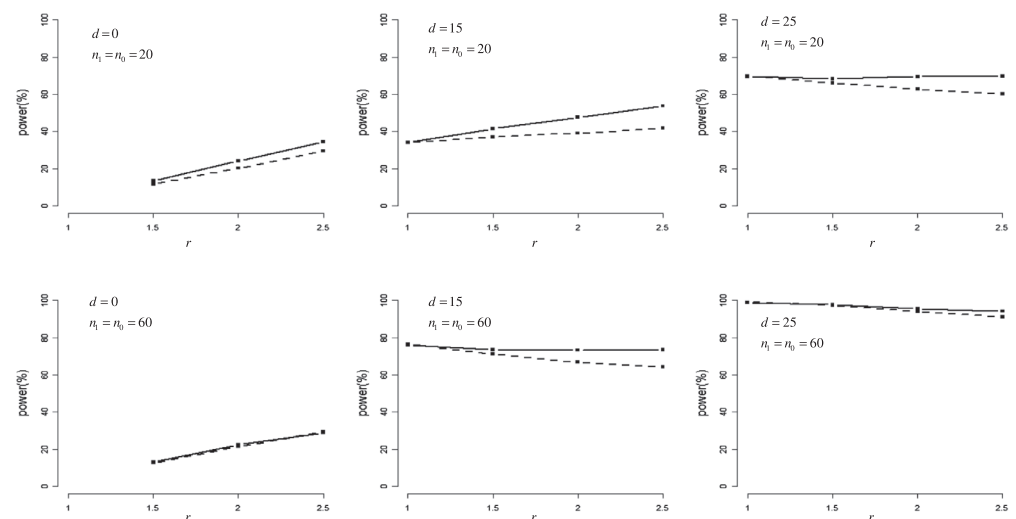 d = 0
n₁ = n₀ = 20
power(%)
0 20 40 60 80 100
1 1.5 2 2.5
r
d = 15
n₁ = n₀ = 20
power(%)
0 20 40 60 80 100
1 1.5 2 2.5
r
d = 25
n₁ = n₀ = 20
power(%)
0 20 40 60 80 100
1 1.5 2 2.5
r
d = 0
n₁ = n₀ = 60
power(%)
0 20 40 60 80 100
1 1.5 2 2.5
r
d = 15
n₁ = n₀ = 60
power(%)
0 20 40 60 80 100
1 1.5 2 2.5
r
d = 25
n₁ = n₀ = 60
power(%)
0 20 40 60 80 100
1 1.5 2 2.5
r